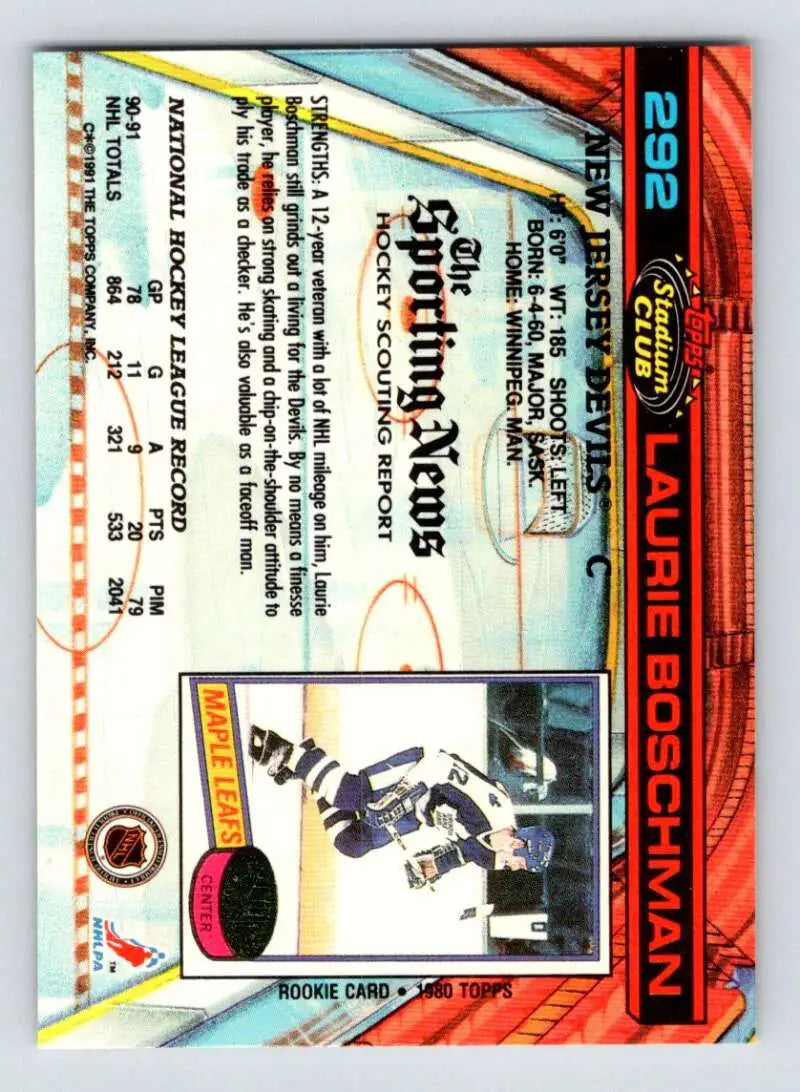 292
Topps
Stadium
CLUB
LAURIE BOSCHMAN
NEW JERSEY DEVILS® C
HT: 6'0" WT: 185 SHOOTS: LEFT
BORN: 6-4-60, MAJOR, SASK.
HOME: WINNIPEG, MAN.
The
Sporting News
HOCKEY SCOUTING REPORT
STRENGTHS: A 12-year veteran with a lot of NHL mileage on him, Laurie
Boschman still grinds out a living for the Devils. By no means a finesse
player, he relies on strong skating and a chip-on-the-shoulder attitude to
ply his trade as a checker. He's also valuable as a faceoff man.
NATIONAL HOCKEY LEAGUE RECORD
GP G A PTS PIM
90-91 78 11 9 20 79
NHL TOTALS 864 212 321 533 2041
C*©1991 THE TOPPS COMPANY, INC.
MAPLE LEAFS
CENTER
ROOKIE CARD • 1980 TOPPS
NHL
NHLPA
TM